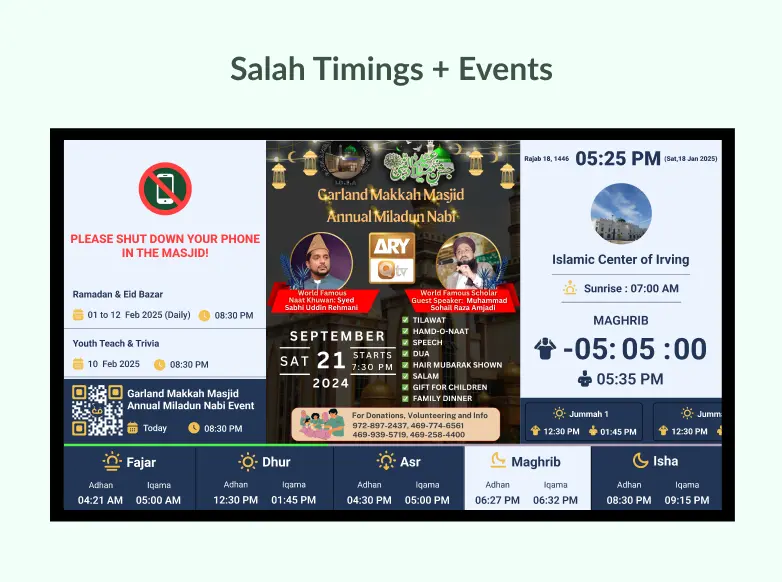 Salah Timings + Events
PLEASE SHUT DOWN YOUR PHONE
IN THE MASJID!
Ramadan & Eid Bazar
01 to 12 Feb 2025 (Daily) 08:30 PM
Youth Teach & Trivia
10 Feb 2025 08:30 PM
Garland Makkah Masjid
Annual Miladun Nabi Event
Today 08:30 PM
Garland Makkah Masjid
Annual Miladun Nabi
ARY
Qtv
World Famous
Naat Khuwan: Syed
Sabhi Uddin Rehmani
World Famous Scholar
Guest Speaker: Muhammad
Sohail Raza Amjadi
SEPTEMBER
SAT 21 STARTS
7:30 PM
2024
TILAWAT
HAMD-O-NAAT
SPEECH
DUA
HAIR MUBARAK SHOWN
SALAM
GIFT FOR CHILDREN
FAMILY DINNER
For Donations, Volunteering and Info
972-897-2437, 469-774-6561
469-939-5719, 469-258-4400
Rajab 18, 1446 05:25 PM (Sat,18 Jan 2025)
Islamic Center of Irving
Sunrise : 07:00 AM
MAGHRIB
-05: 05 :00
05:35 PM
Jummah 1
12:30 PM 01:45 PM
Jumm
12:30 PM
Fajar
Adhan Iqama
04:21 AM 05:00 AM
Dhur
Adhan Iqama
12:30 PM 01:45 PM
Asr
Adhan Iqama
04:30 PM 05:00 PM
Maghrib
Adhan Iqama
06:27 PM 06:32 PM
Isha
Adhan Iqama
08:30 PM 09:15 PM